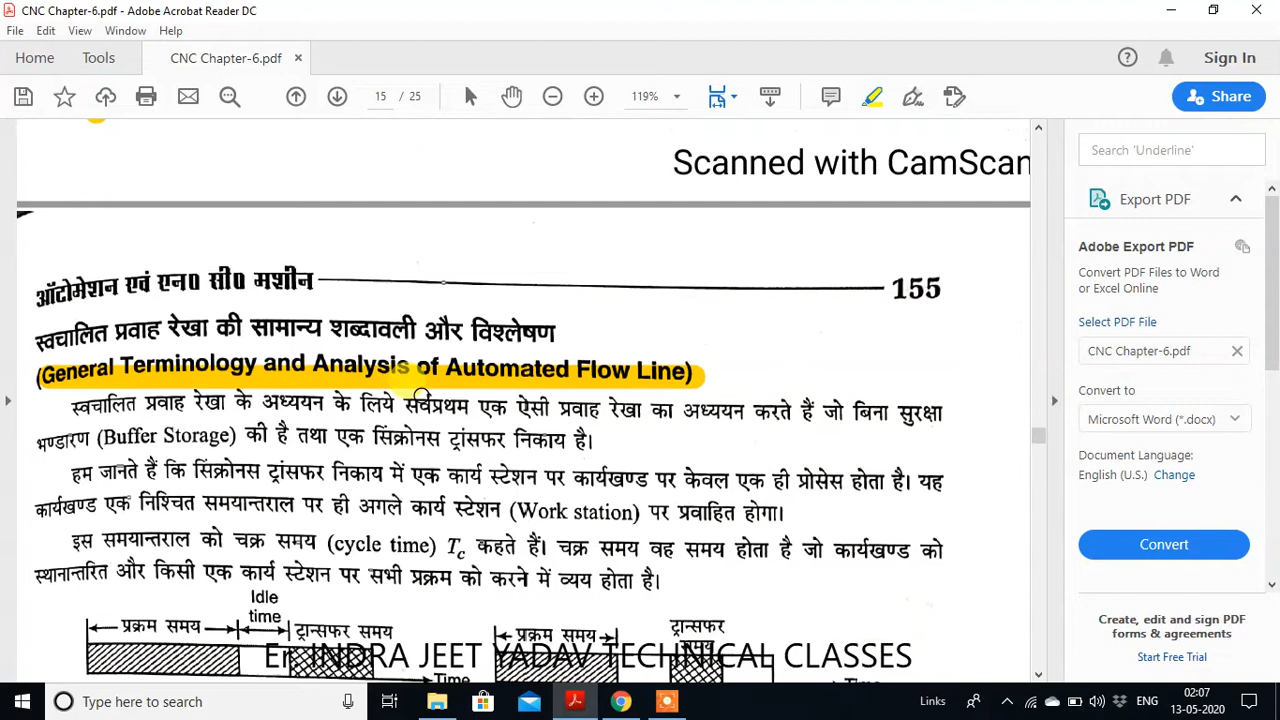 CNC Chapter-6.pdf - Adobe Acrobat Reader DC
File Edit View Window Help
Home Tools CNC Chapter-6.pdf × Sign In
15 / 25 119% Share
Scanned with CamScan
ऑटोमेशन एवं एन0 सी0 मशीन 155
स्वचालित प्रवाह रेखा की सामान्य शब्दावली और विश्लेषण
(General Terminology and Analysis of Automated Flow Line)
स्वचालित प्रवाह रेखा के अध्ययन के लिये सर्वप्रथम एक ऐसी प्रवाह रेखा का अध्ययन करते हैं जो बिना सुरक्षा
भण्डारण (Buffer Storage) की है तथा एक सिंक्रोनस ट्रांसफर निकाय है।
हम जानते हैं कि सिंक्रोनस ट्रांसफर निकाय में एक कार्य स्टेशन पर कार्यखण्ड पर केवल एक ही प्रोसेस होता है। यह
कार्यखण्ड एक निश्चित समयान्तराल पर ही अगले कार्य स्टेशन (Work station) पर प्रवाहित होगा।
इस समयान्तराल को चक्र समय (cycle time) Tc कहते हैं। चक्र समय वह समय होता है जो कार्यखण्ड को
स्थानान्तरित और किसी एक कार्य स्टेशन पर सभी प्रक्रम को करने में व्यय होता है।
Idle
time
प्रक्रम समय ट्रान्सफर समय प्रक्रम समय ट्रान्सफर
समय
Time Time
Er. INDRA JEET YADAV TECHNICAL CLASSES
Search 'Underline'
Export PDF
Adobe Export PDF
Convert PDF Files to Word
or Excel Online
Select PDF File
CNC Chapter-6.pdf ×
Convert to
Microsoft Word (*.docx)
Document Language:
English (U.S.) Change
Convert
Create, edit and sign PDF
forms & agreements
Start Free Trial
Type here to search
Links ENG 02:07
13-05-2020